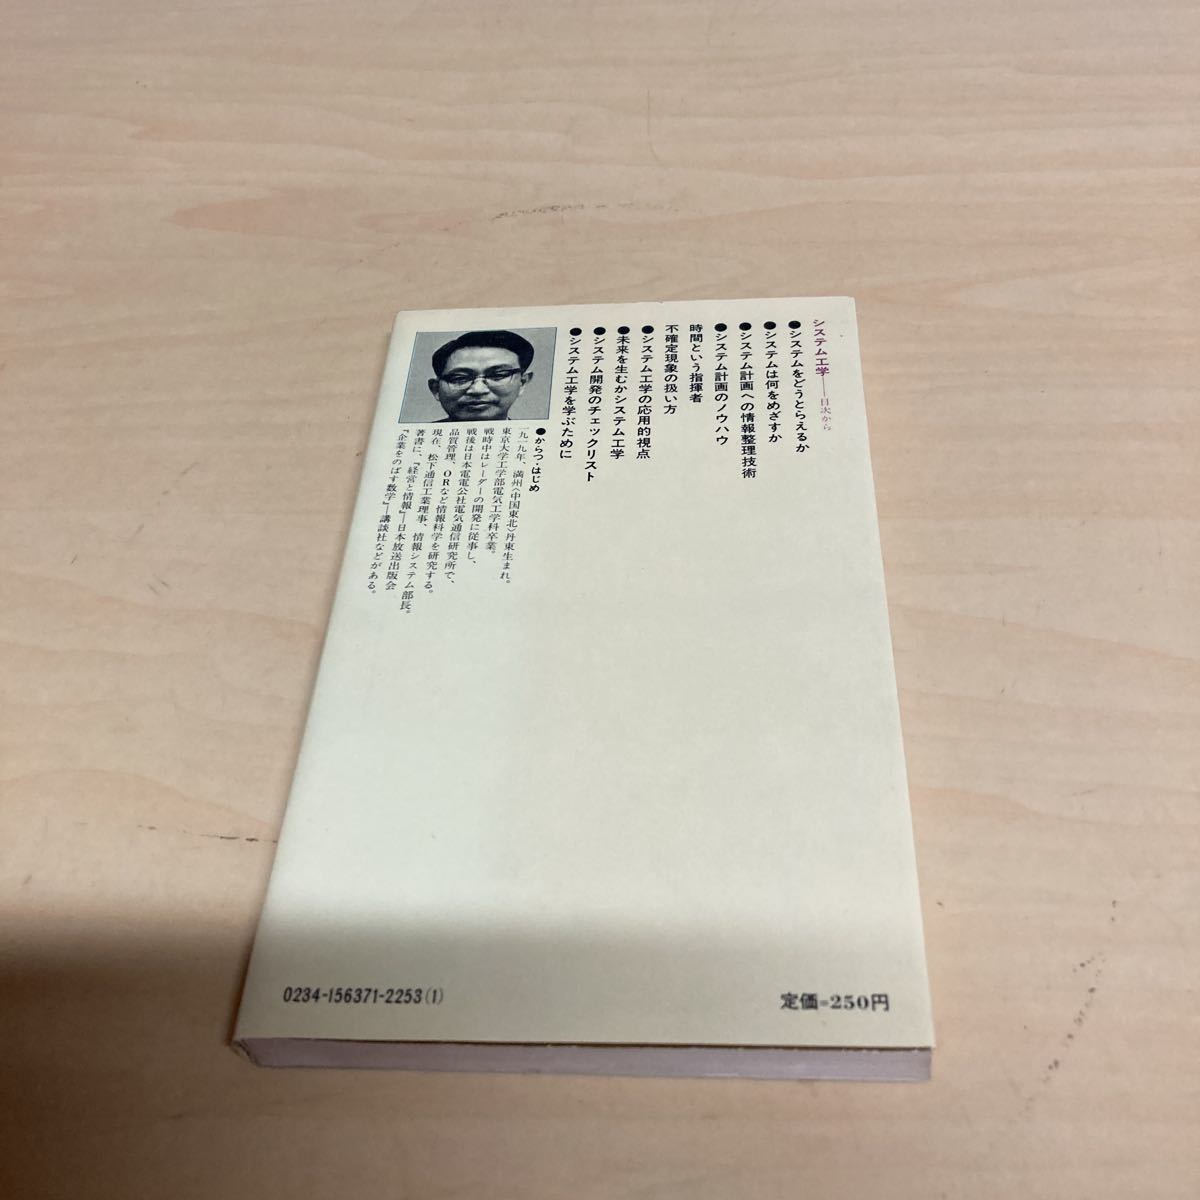 システム工学——目次から
●システムをどうとらえるか
●システムは何をめざすか
●システム計画への情報整理技術
●システム計画のノウハウ
時間という指揮者
不確定現象の扱い方
●システム工学の応用的視点
●未来を生むかシステム工学
●システム開発のチェックリスト
●システム工学を学ぶために
●からつ・はじめ
一九一九年、満州〈中国東北〉丹東生まれ。
東京大学工学部電気工学科卒業。
戦時中はレーダーの開発に従事し、
戦後は日本電電公社電気通信研究所で、
品質管理、ORなど情報科学を研究する。
現在、松下通信工業理事、情報システム部長。
著書に、『経営と情報』—日本放送出版会
『企業をのばす数学』—講談社などがある。
0234-156371-2253(1)
定価=250円